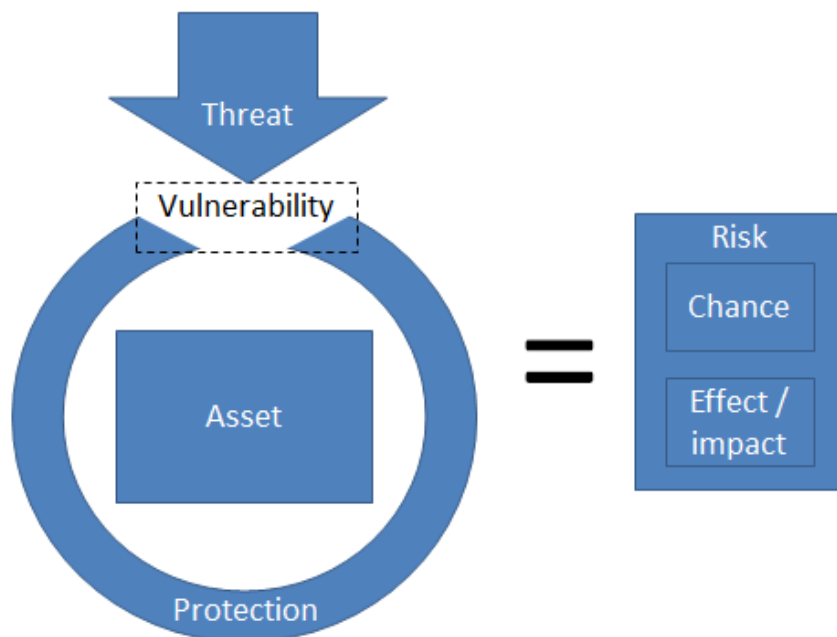 Threat
Vulnerability
Asset
Protection
=
Risk
Chance
Effect /
impact